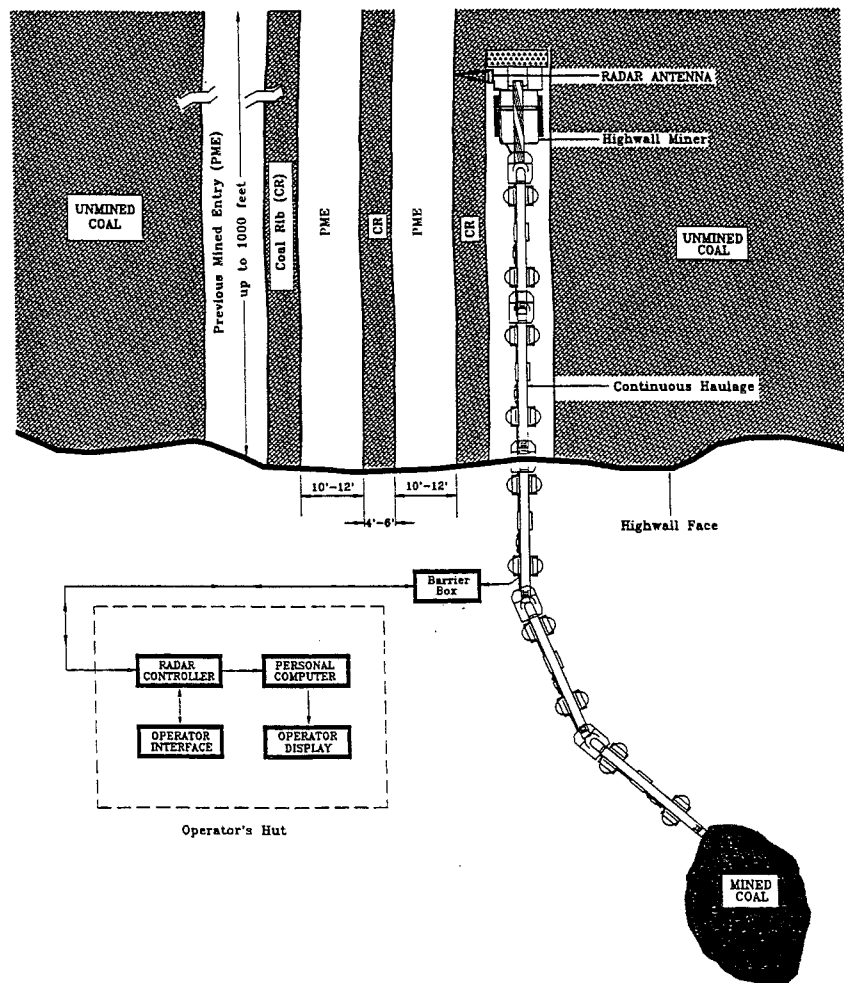 RADAR ANTENNA
Highwall Miner
Previous Mined Entry (PME)
up to 1000 feet
Coal Rib (CR)
PME
CR
PME
CR
UNMINED
COAL
UNMINED
COAL
Continuous Haulage
10'-12'
10'-12'
4'-6'
Highwall Face
Barrier
Box
RADAR
CONTROLLER
PERSONAL
COMPUTER
OPERATOR
INTERFACE
OPERATOR
DISPLAY
Operator's Hut
MINED
COAL